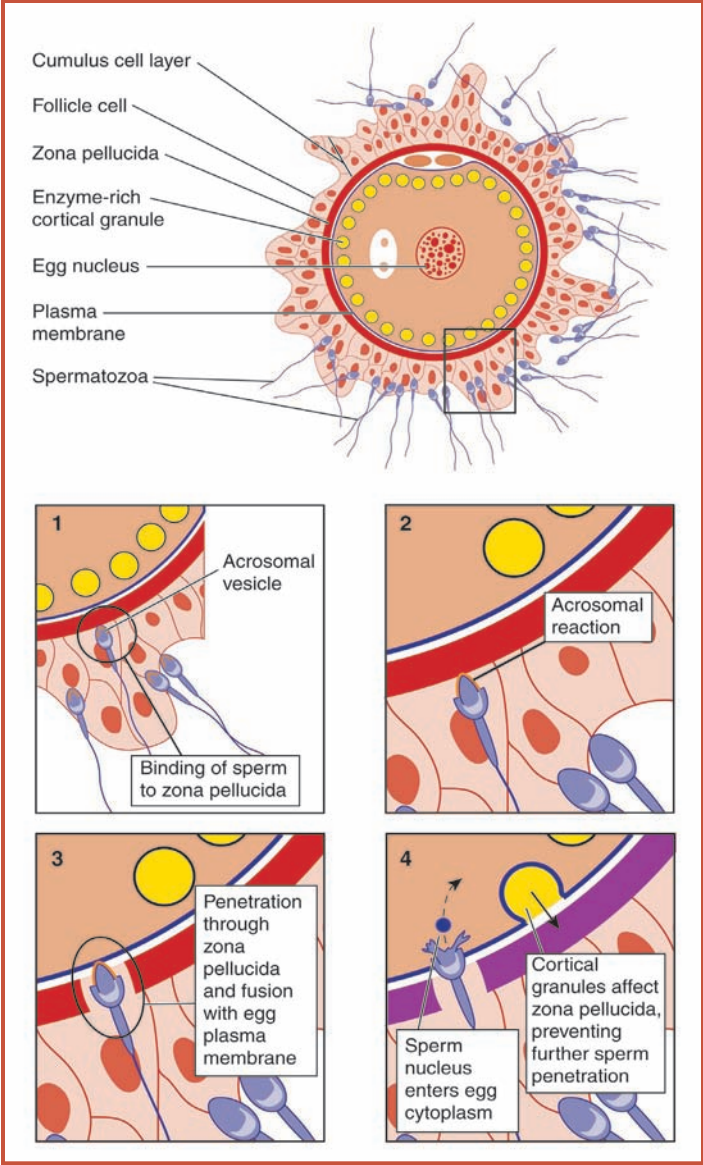 Cumulus cell layer
Follicle cell
Zona pellucida
Enzyme-rich
cortical granule
Egg nucleus
Plasma
membrane
Spermatozoa
1
Acrosomal
vesicle
Binding of sperm
to zona pellucida
2
Acrosomal
reaction
3
Penetration
through
zona
pellucida
and fusion
with egg
plasma
membrane
4
Cortical
granules affect
zona pellucida,
preventing
further sperm
penetration
Sperm
nucleus
enters egg
cytoplasm